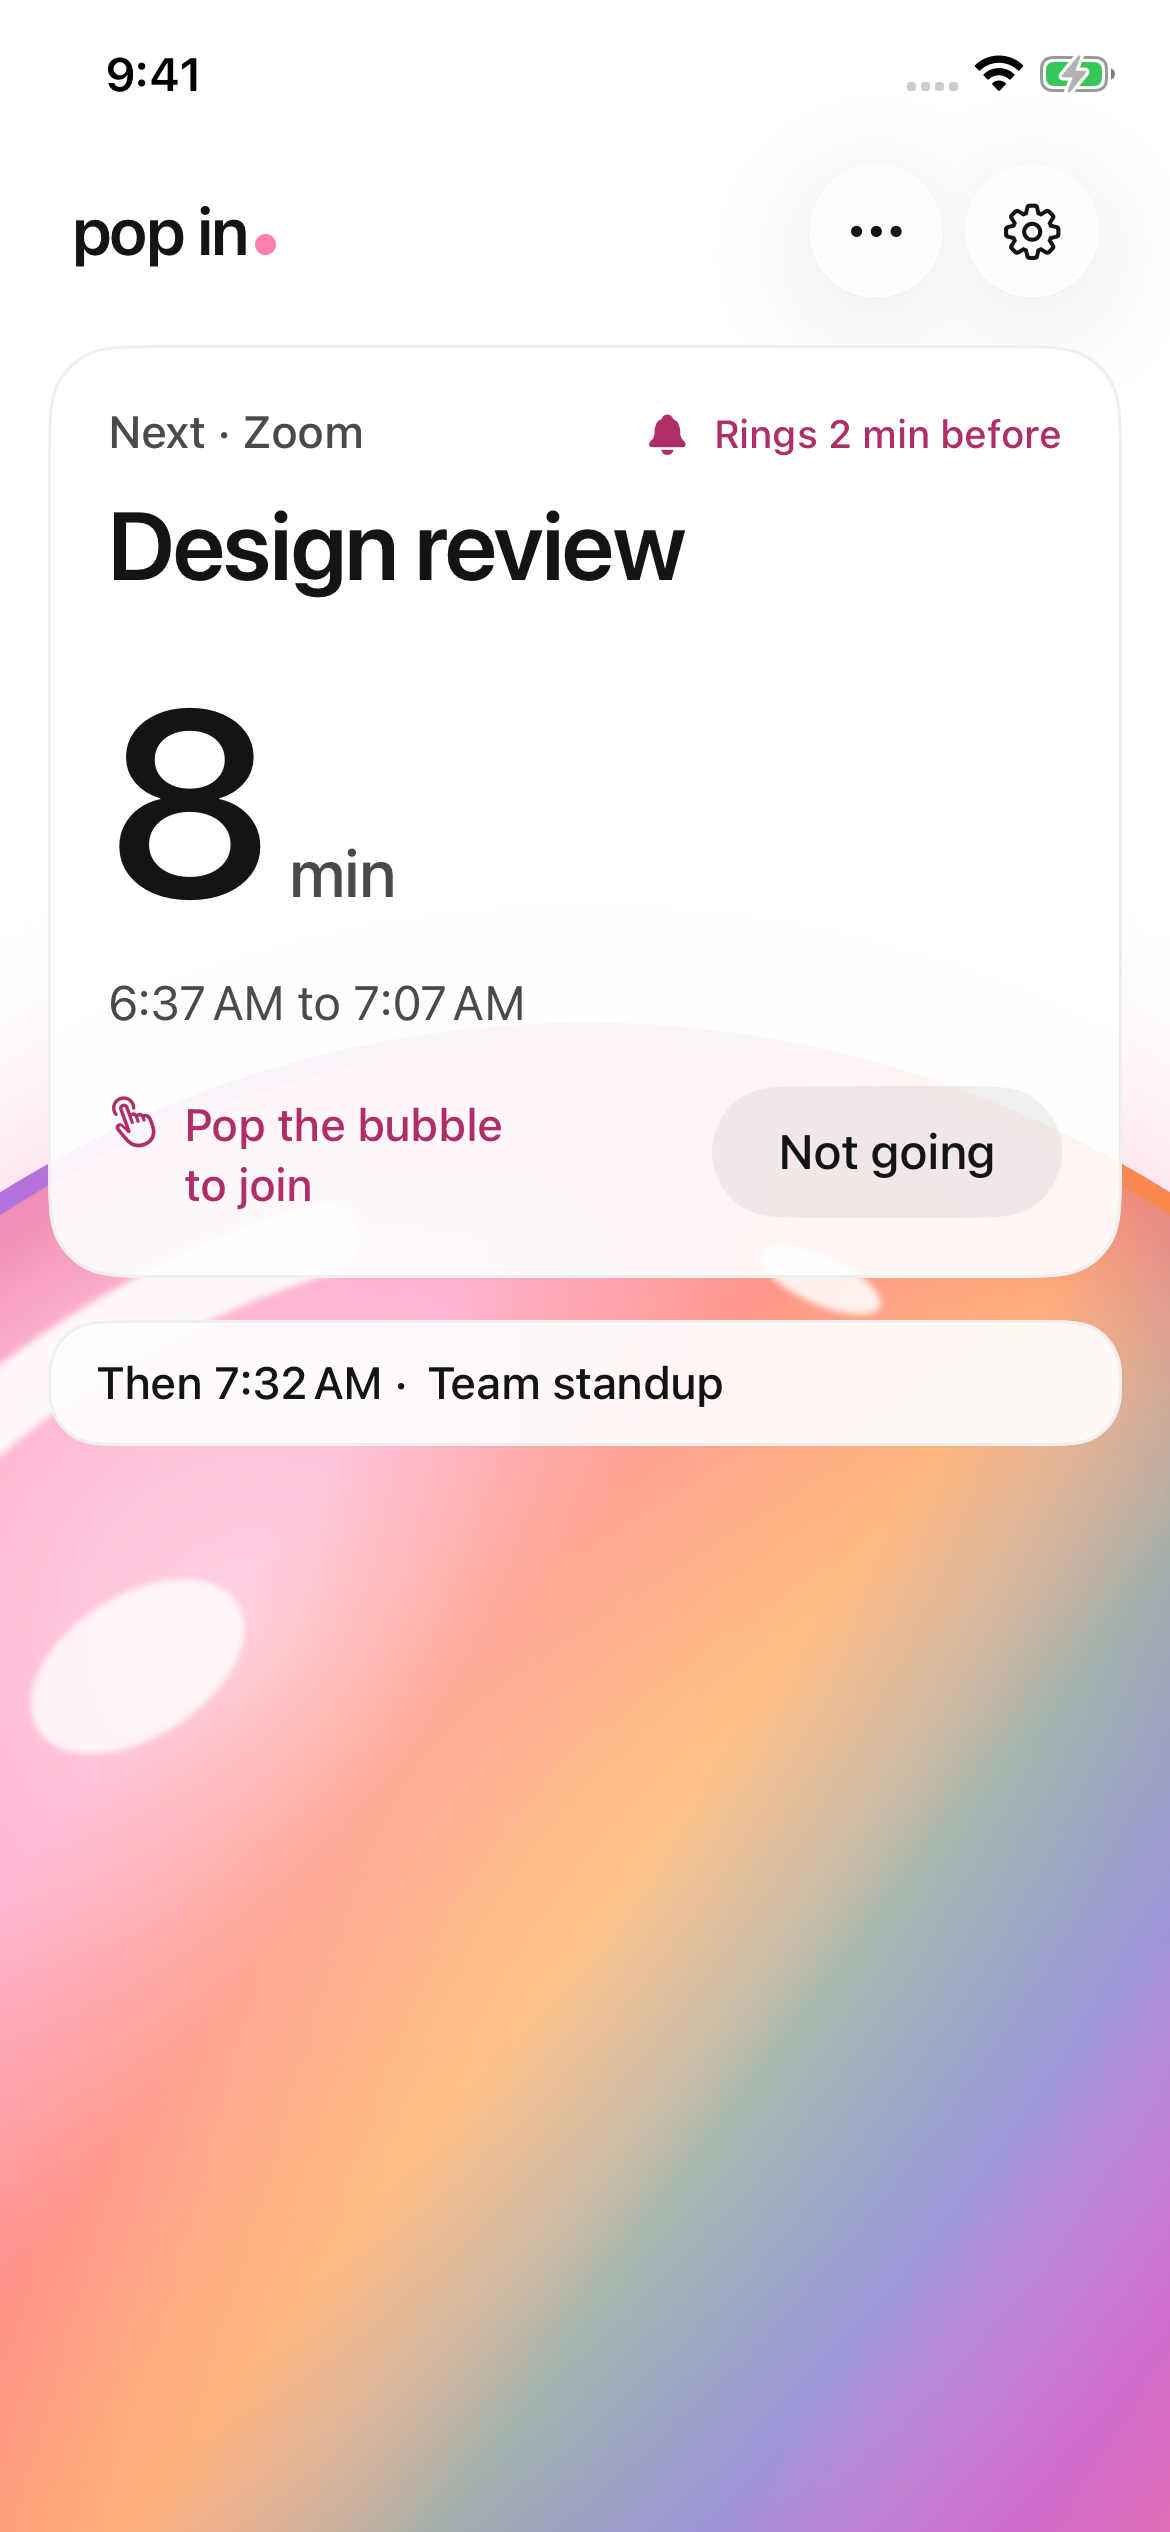 9:41
pop in.
Next · Zoom
Rings 2 min before
Design review
8 min
6:37 AM to 7:07 AM
Pop the bubble
to join
Not going
Then 7:32 AM · Team standup